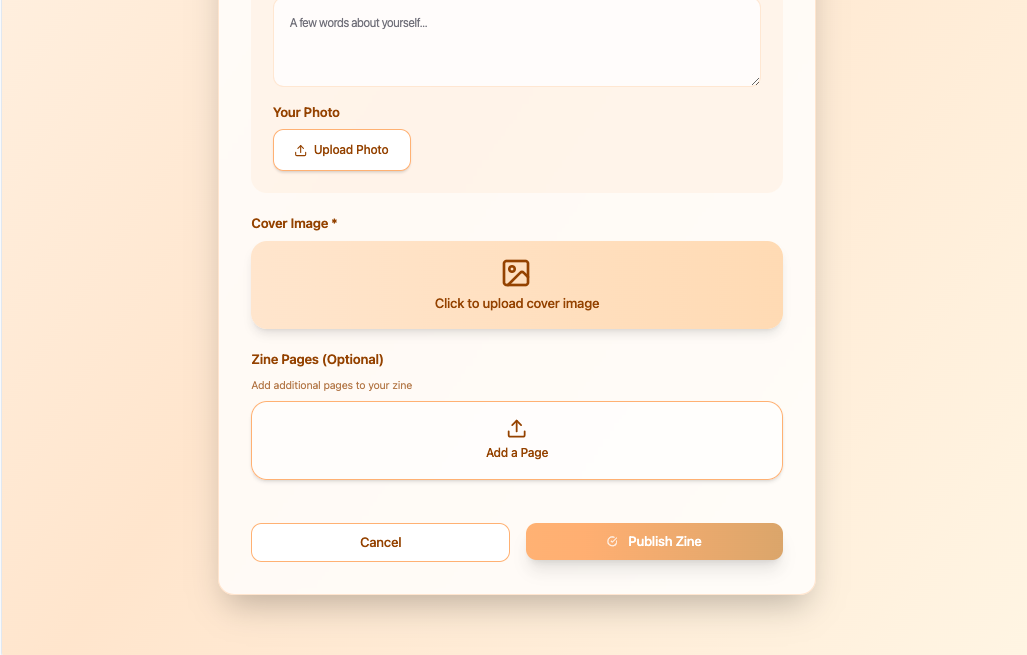 A few words about yourself...
Your Photo
Upload Photo
Cover Image *
Click to upload cover image
Zine Pages (Optional)
Add additional pages to your zine
Add a Page
Cancel
Publish Zine